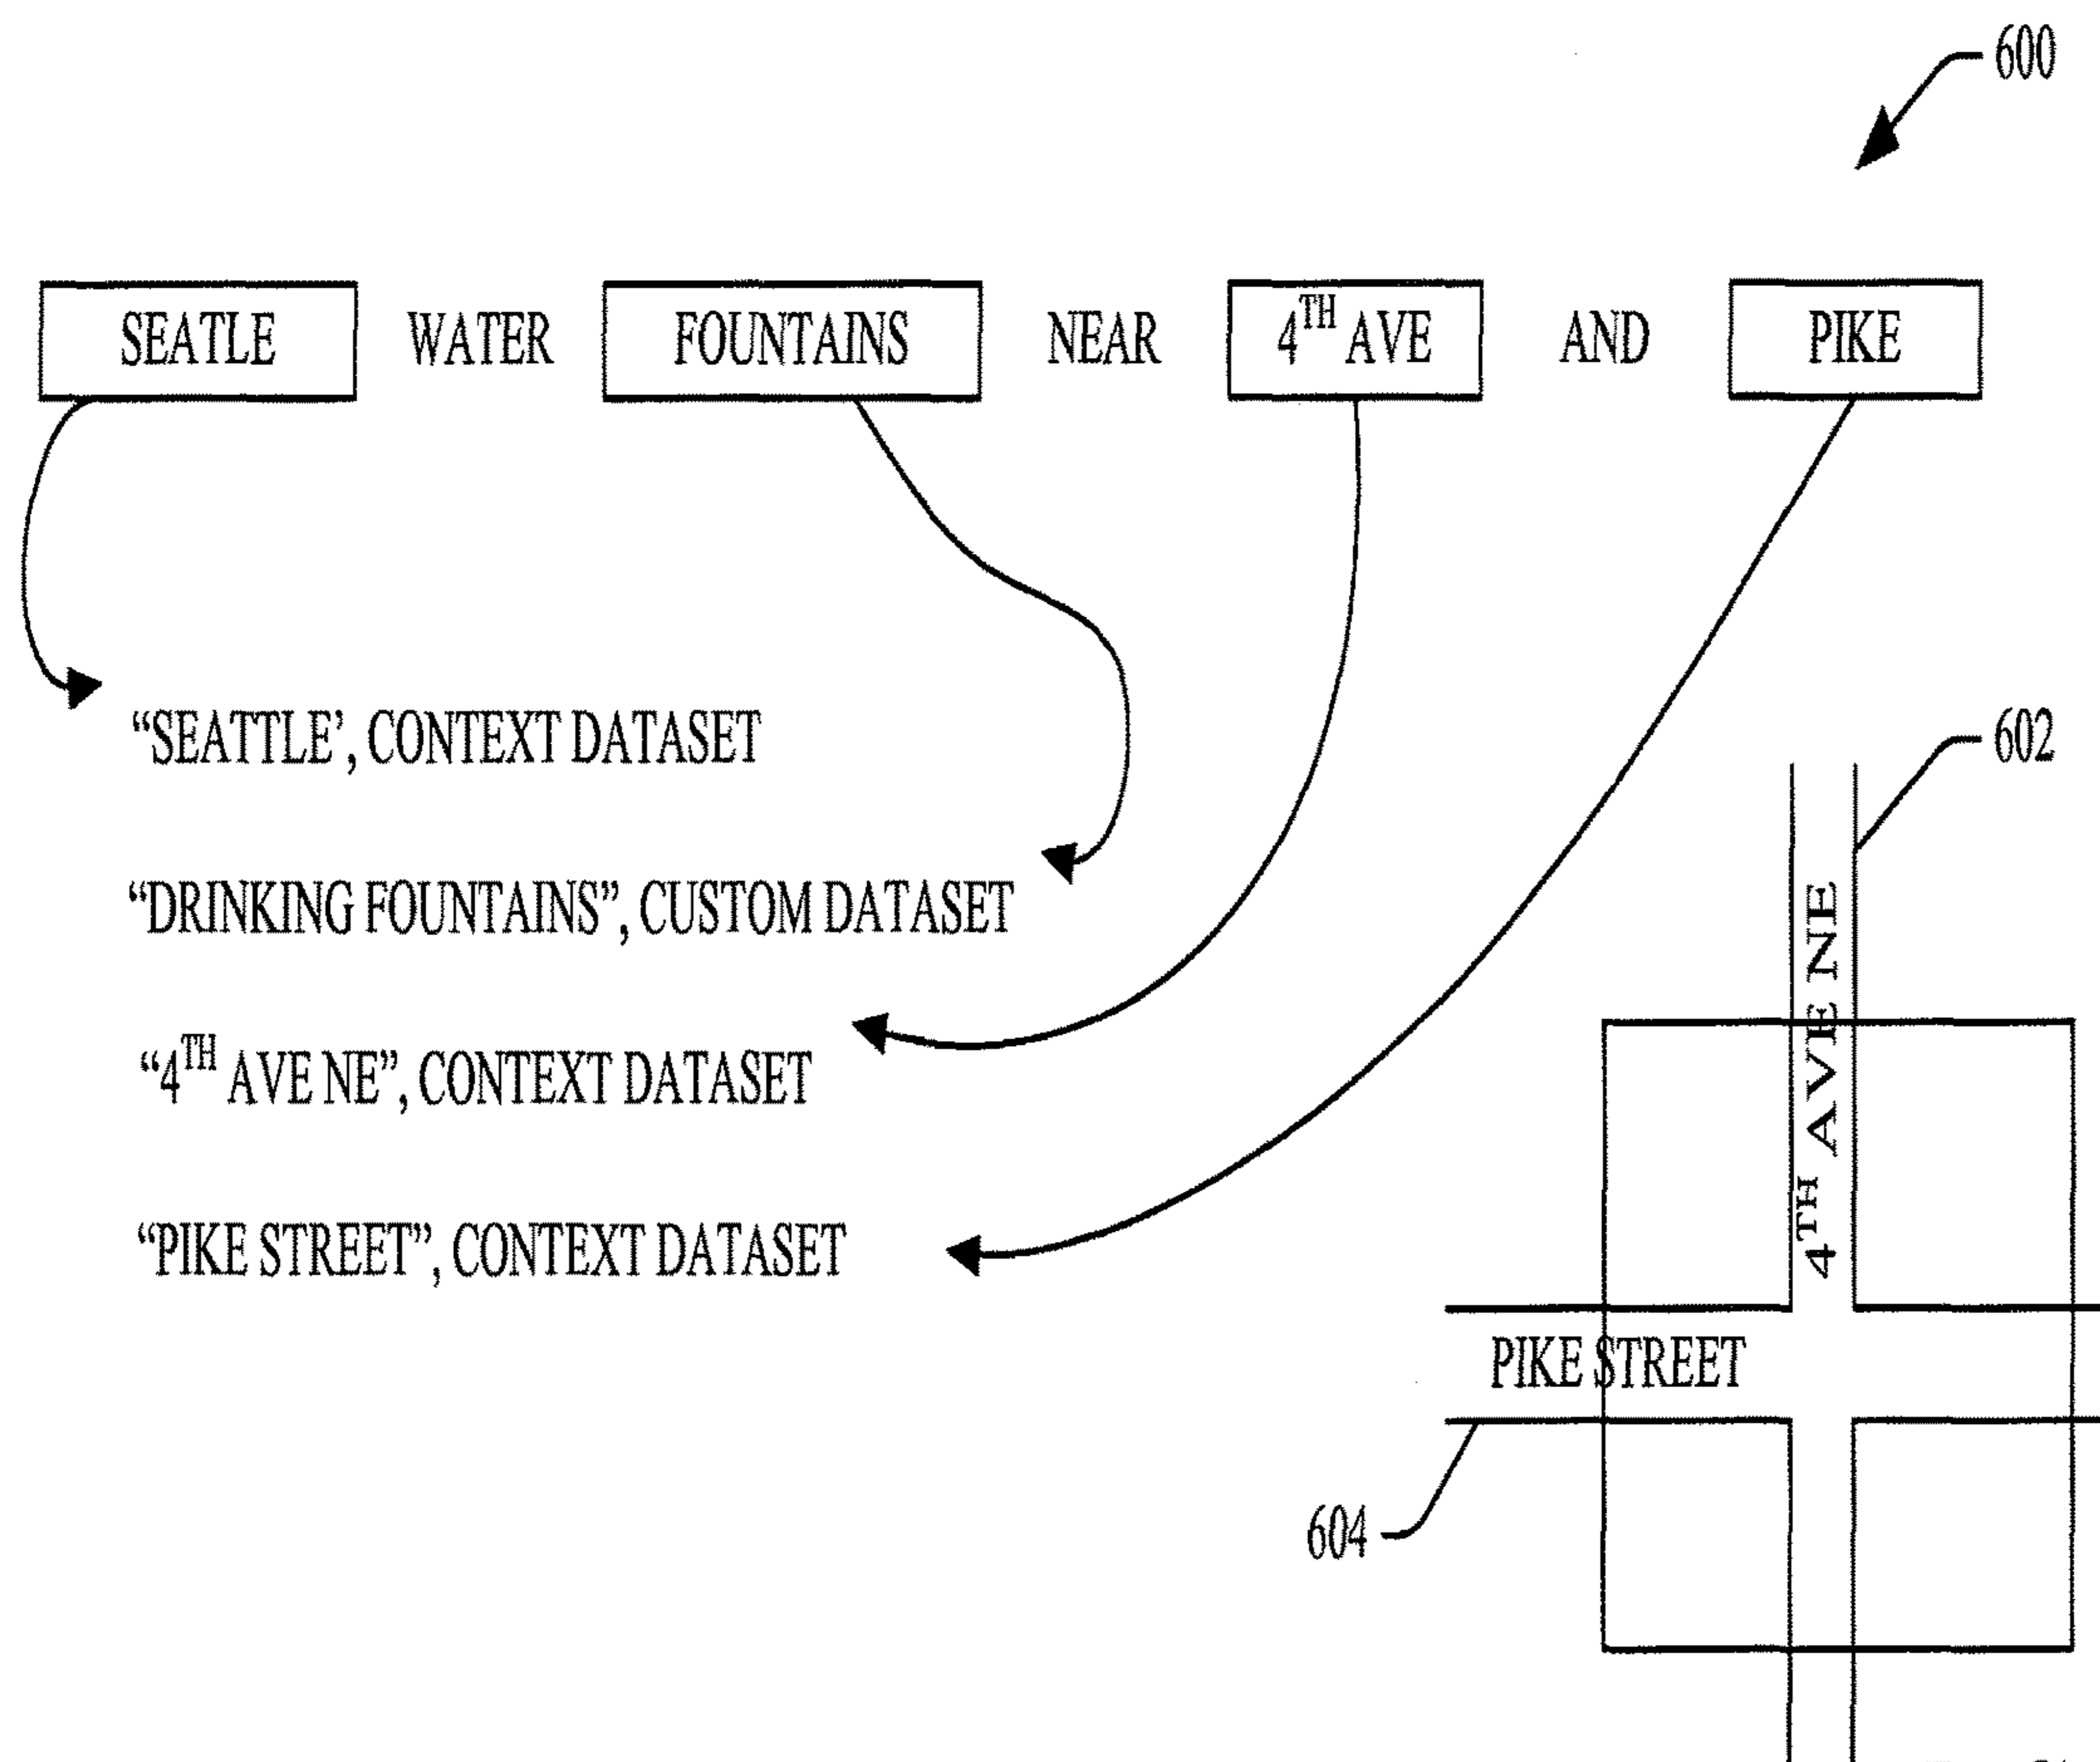 600
SEATLE WATER FOUNTAINS NEAR 4TH AVE AND PIKE
“SEATTLE’, CONTEXT DATASET
602
“DRINKING FOUNTAINS”, CUSTOM DATASET
“4TH AVE NE”, CONTEXT DATASET
4TH AVE NE
“PIKE STREET”, CONTEXT DATASET
PIKE STREET
604